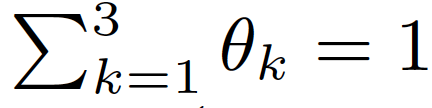 ∑_{k=1}^{3} θ_k = 1